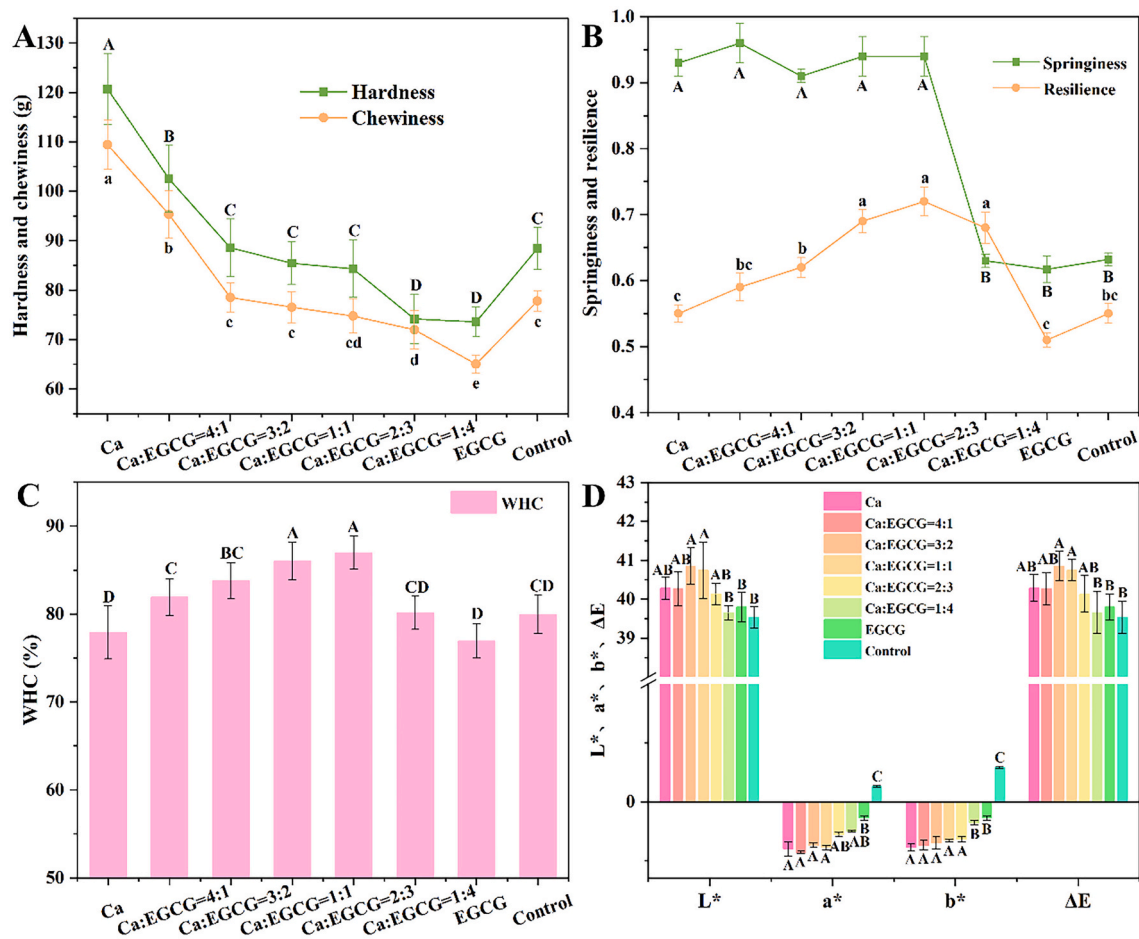 A
130
120
110
100
90
80
70
60
Hardness and chewiness (g)
Hardness
Chewiness
A
B
C
C
C
D
D
C
a
b
c
c
cd
d
e
c
Ca
Ca:EGCG=4:1
Ca:EGCG=3:2
Ca:EGCG=1:1
Ca:EGCG=2:3
Ca:EGCG=1:4
EGCG
Control
B
1.0
0.9
0.8
0.7
0.6
0.5
0.4
Springiness and resilience
Springiness
Resilience
A
A
A
A
A
B
B
B
c
bc
b
a
a
a
c
bc
Ca
Ca:EGCG=4:1
Ca:EGCG=3:2
Ca:EGCG=1:1
Ca:EGCG=2:3
Ca:EGCG=1:4
EGCG
Control
C
90
80
70
60
50
WHC (%)
WHC
D
C
BC
A
A
CD
D
CD
Ca
Ca:EGCG=4:1
Ca:EGCG=3:2
Ca:EGCG=1:1
Ca:EGCG=2:3
Ca:EGCG=1:4
EGCG
Control
D
43
42
41
40
39
0
L*、a*、b*、ΔE
Ca
Ca:EGCG=4:1
Ca:EGCG=3:2
Ca:EGCG=1:1
Ca:EGCG=2:3
Ca:EGCG=1:4
EGCG
Control
AB
AB
A
A
AB
B
B
B
A
A
A
A
AB
AB
B
C
A
A
A
A
A
B
B
C
AB
AB
A
A
AB
AB
B
B
L*
a*
b*
ΔE